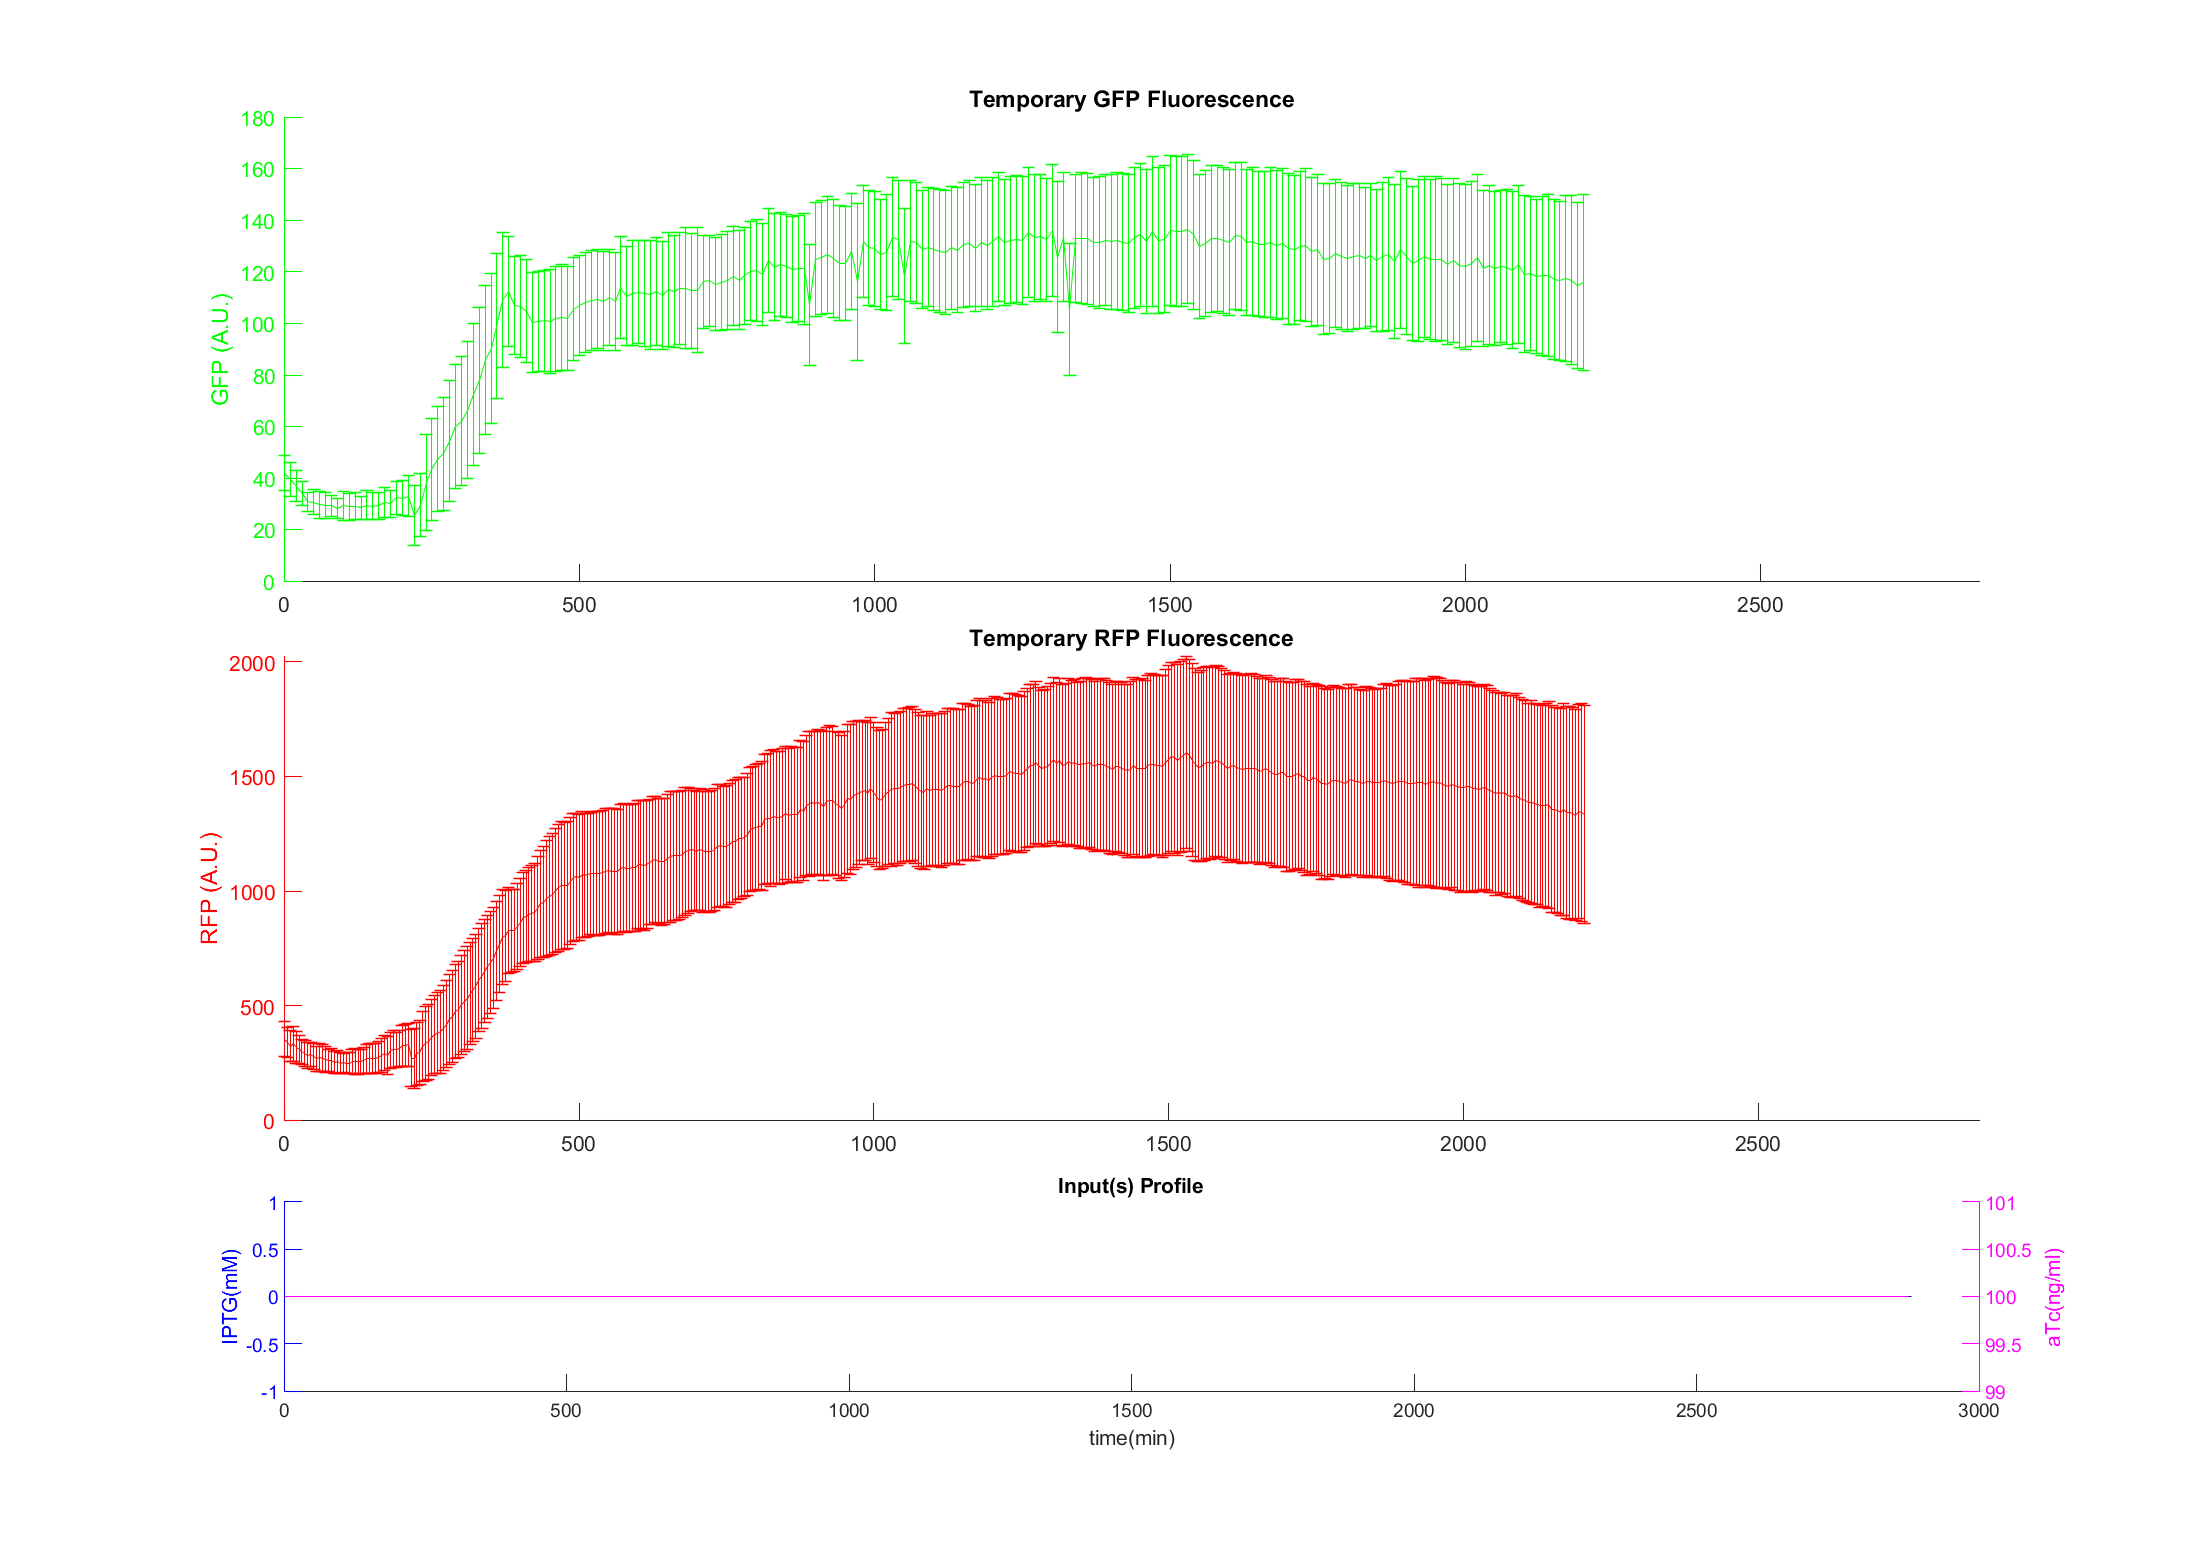 Temporary GFP Fluorescence
180
160
140
120
100
80
60
40
20
0
GFP (A.U.)
0 500 1000 1500 2000 2500
Temporary RFP Fluorescence
2000
1500
1000
500
0
RFP (A.U.)
0 500 1000 1500 2000 2500
Input(s) Profile
1 101
0.5 100.5
0 100
-0.5 99.5
-1 99
IPTG(mM)
aTc(ng/ml)
0 500 1000 1500 2000 2500 3000
time(min)